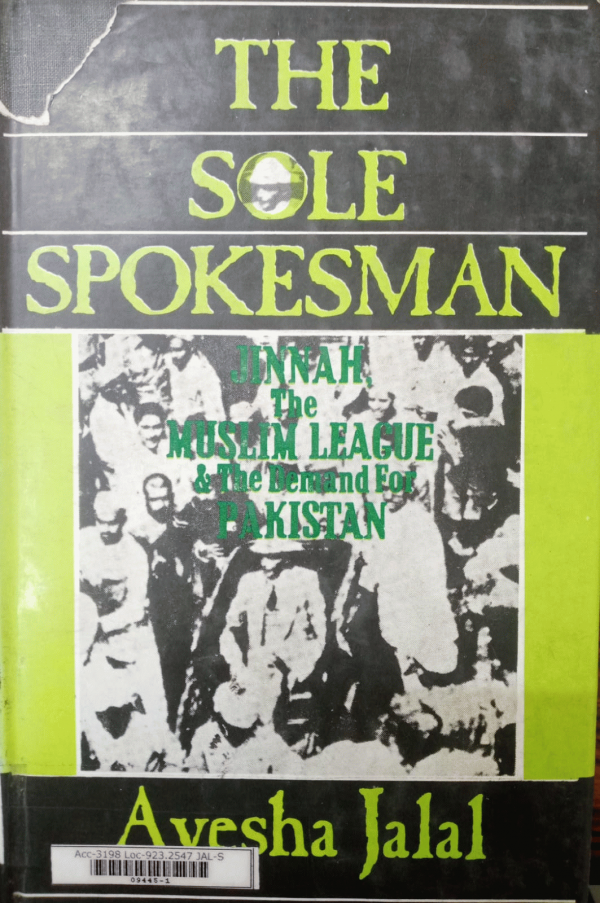 THE
SOLE
SPOKESMAN
JINNAH,
The
MUSLIM LEAGUE
& The Demand For
PAKISTAN
Ayesha Jalal
Acc-3198 Loc-923.2547 JAL-S
09445-1